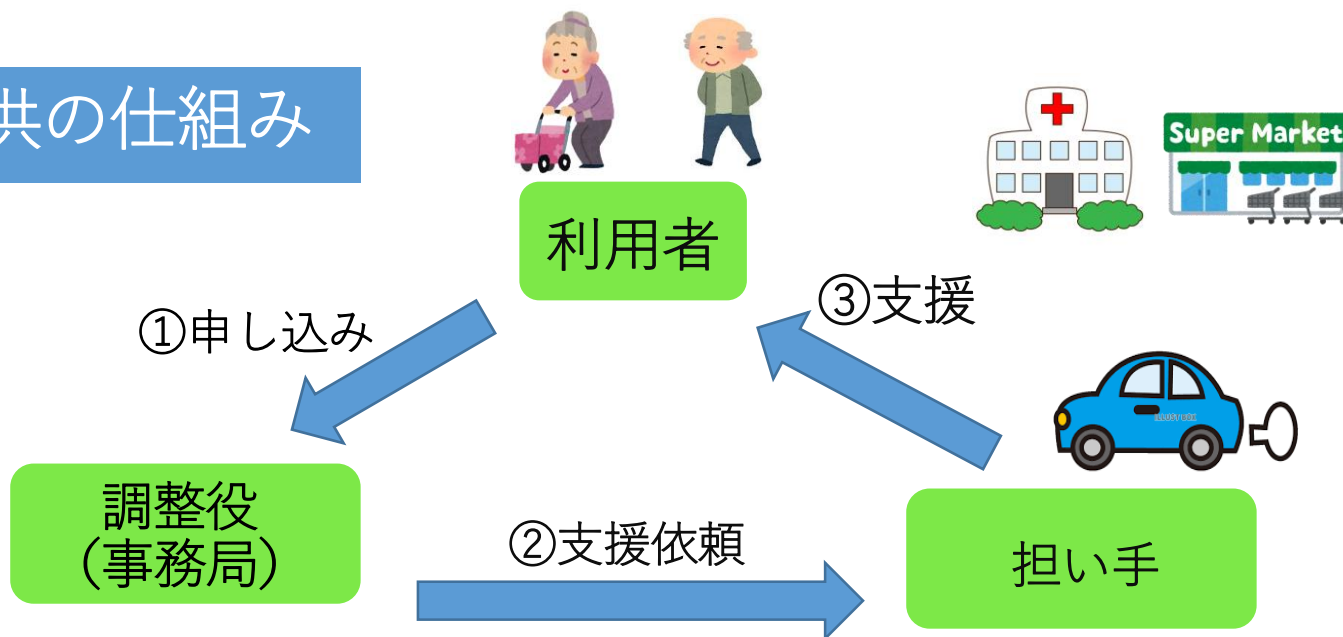 供の仕組み
Super Market
利用者
③支援
①申し込み
調整役
(事務局)
②支援依頼
担い手